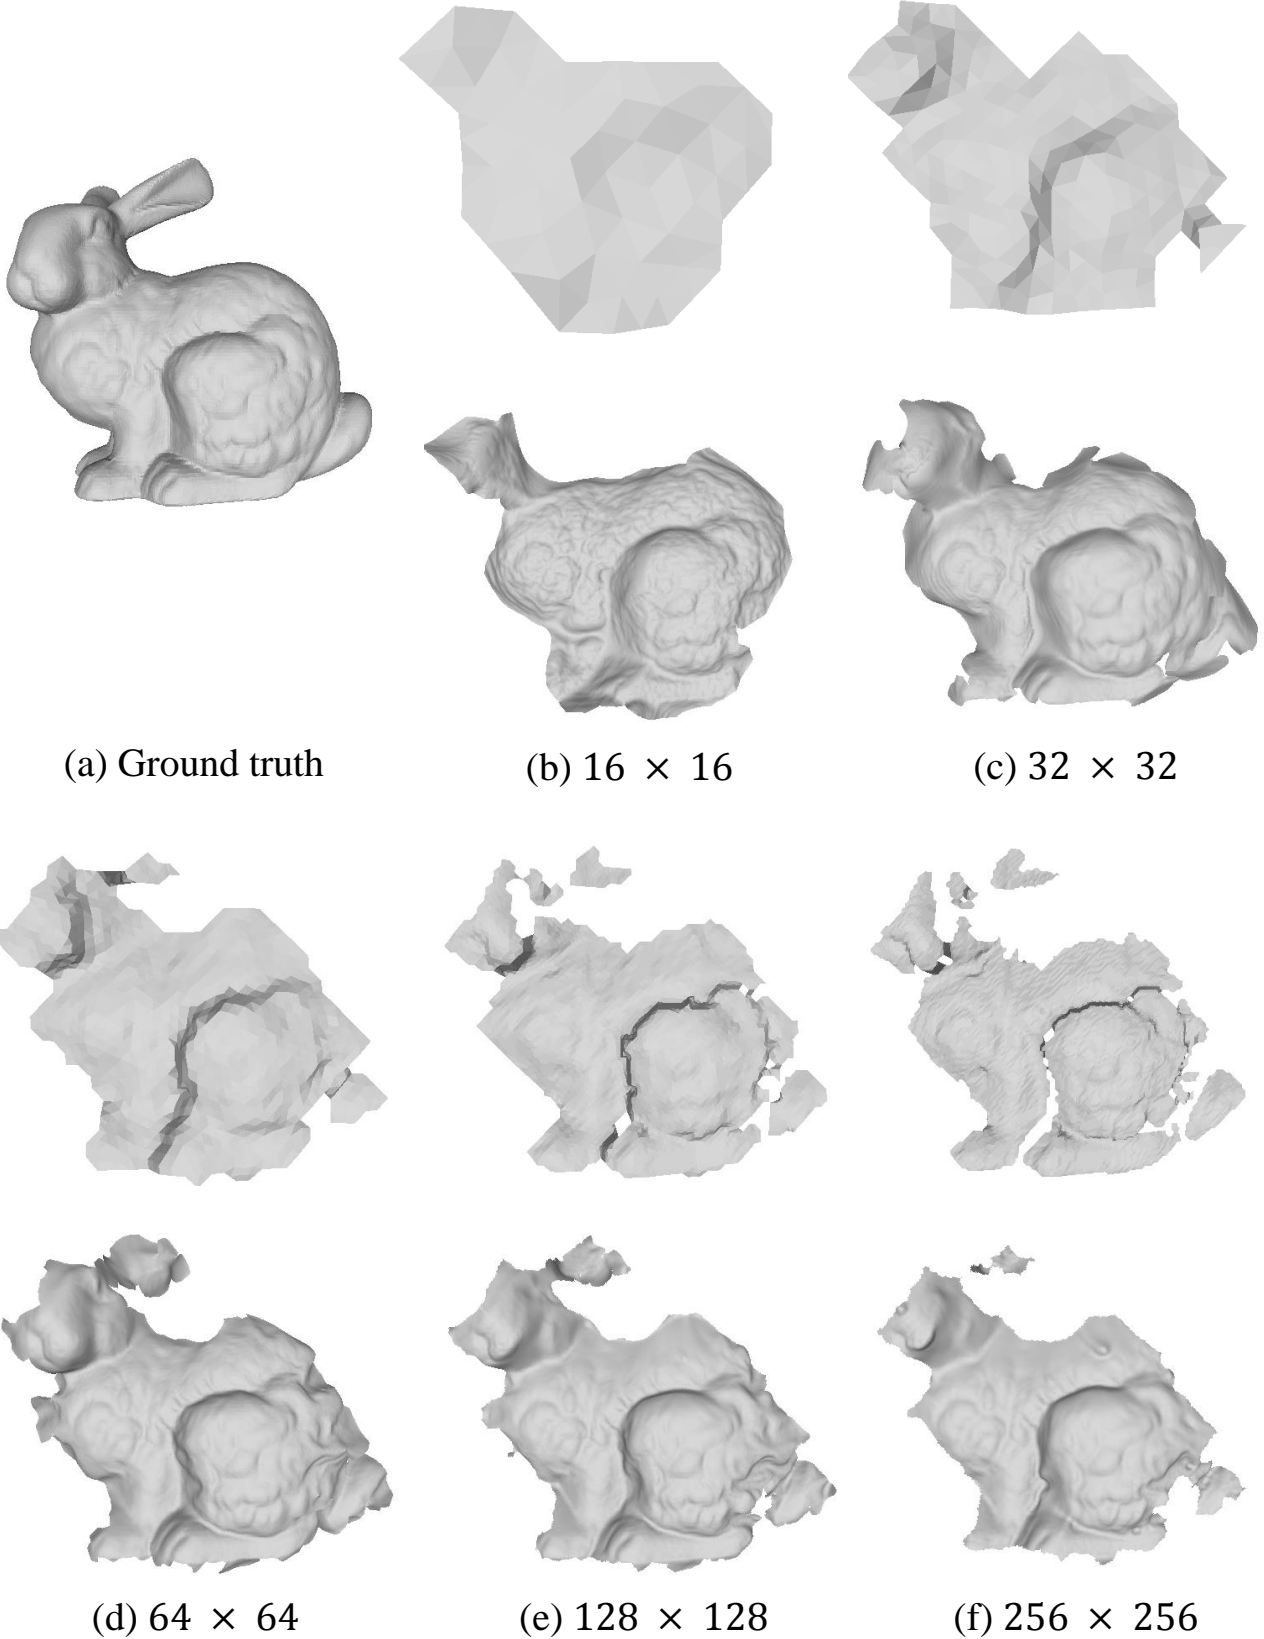 (a) Ground truth
(b) 16 × 16
(c) 32 × 32
(d) 64 × 64
(e) 128 × 128
(f) 256 × 256